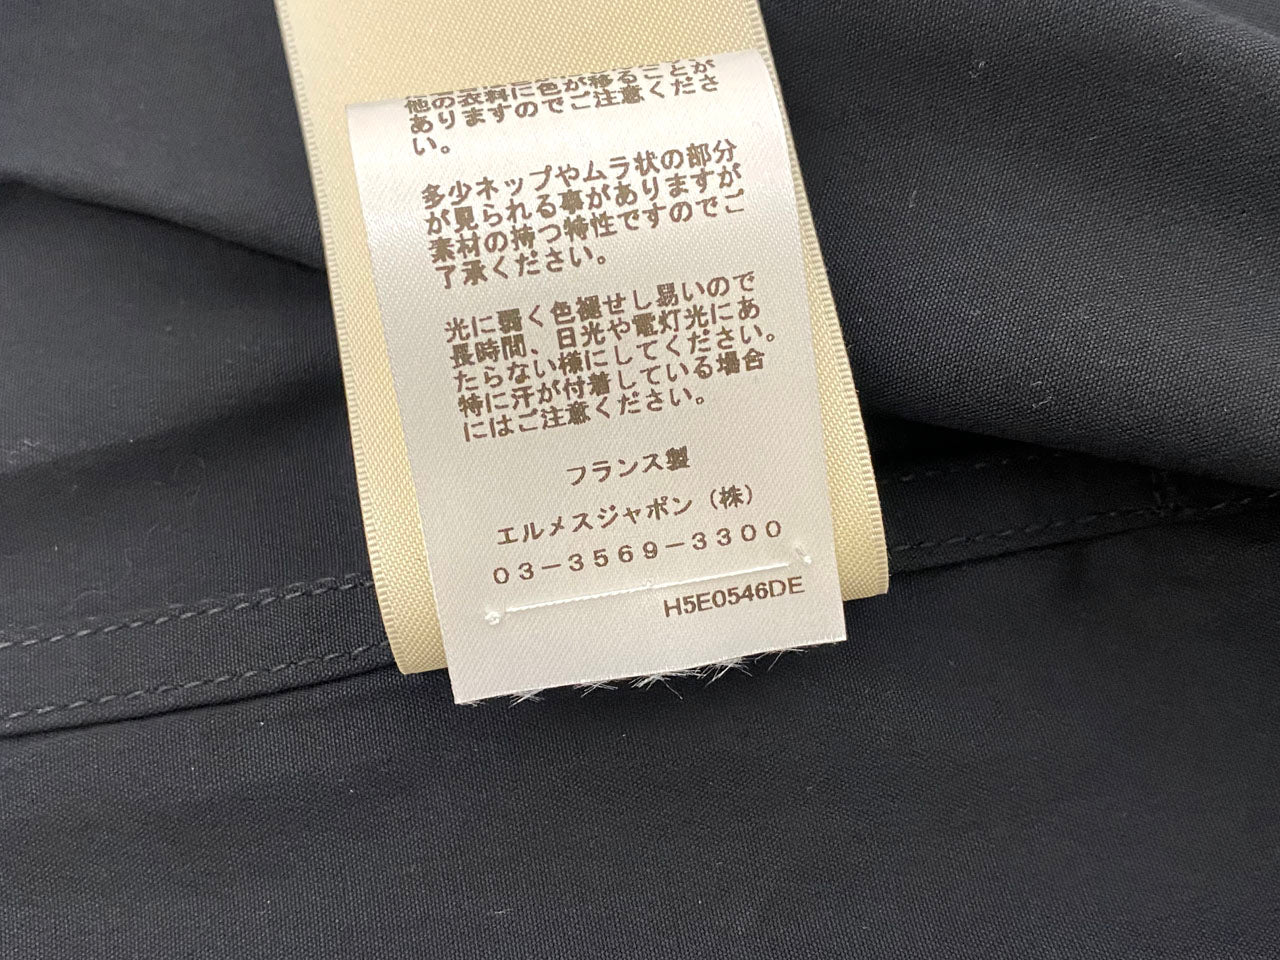 他の衣料に色が移ることが
ありますのでご注意くださ
い。
多少ネップやムラ状の部分
が見られる事がありますが
素材の持つ特性ですのでご
了承ください。
光に弱く色褪せし易いので
長時間、日光や電灯光にあ
たらない様にしてください。
特に汗が付着している場合
にはご注意ください。
フランス製
エルメスジャポン（株）
03-3569-3300
H5E0546DE